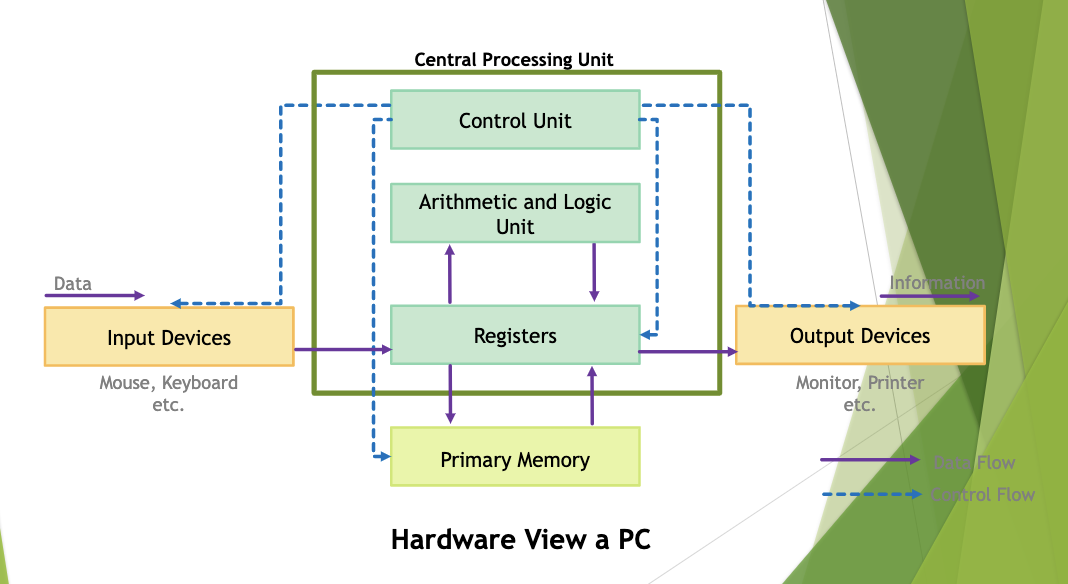 Central Processing Unit
Control Unit
Arithmetic and Logic
Unit
Data
Information
Input Devices
Registers
Output Devices
Mouse, Keyboard
etc.
Monitor, Printer
etc.
Primary Memory
Data Flow
Control Flow
Hardware View a PC